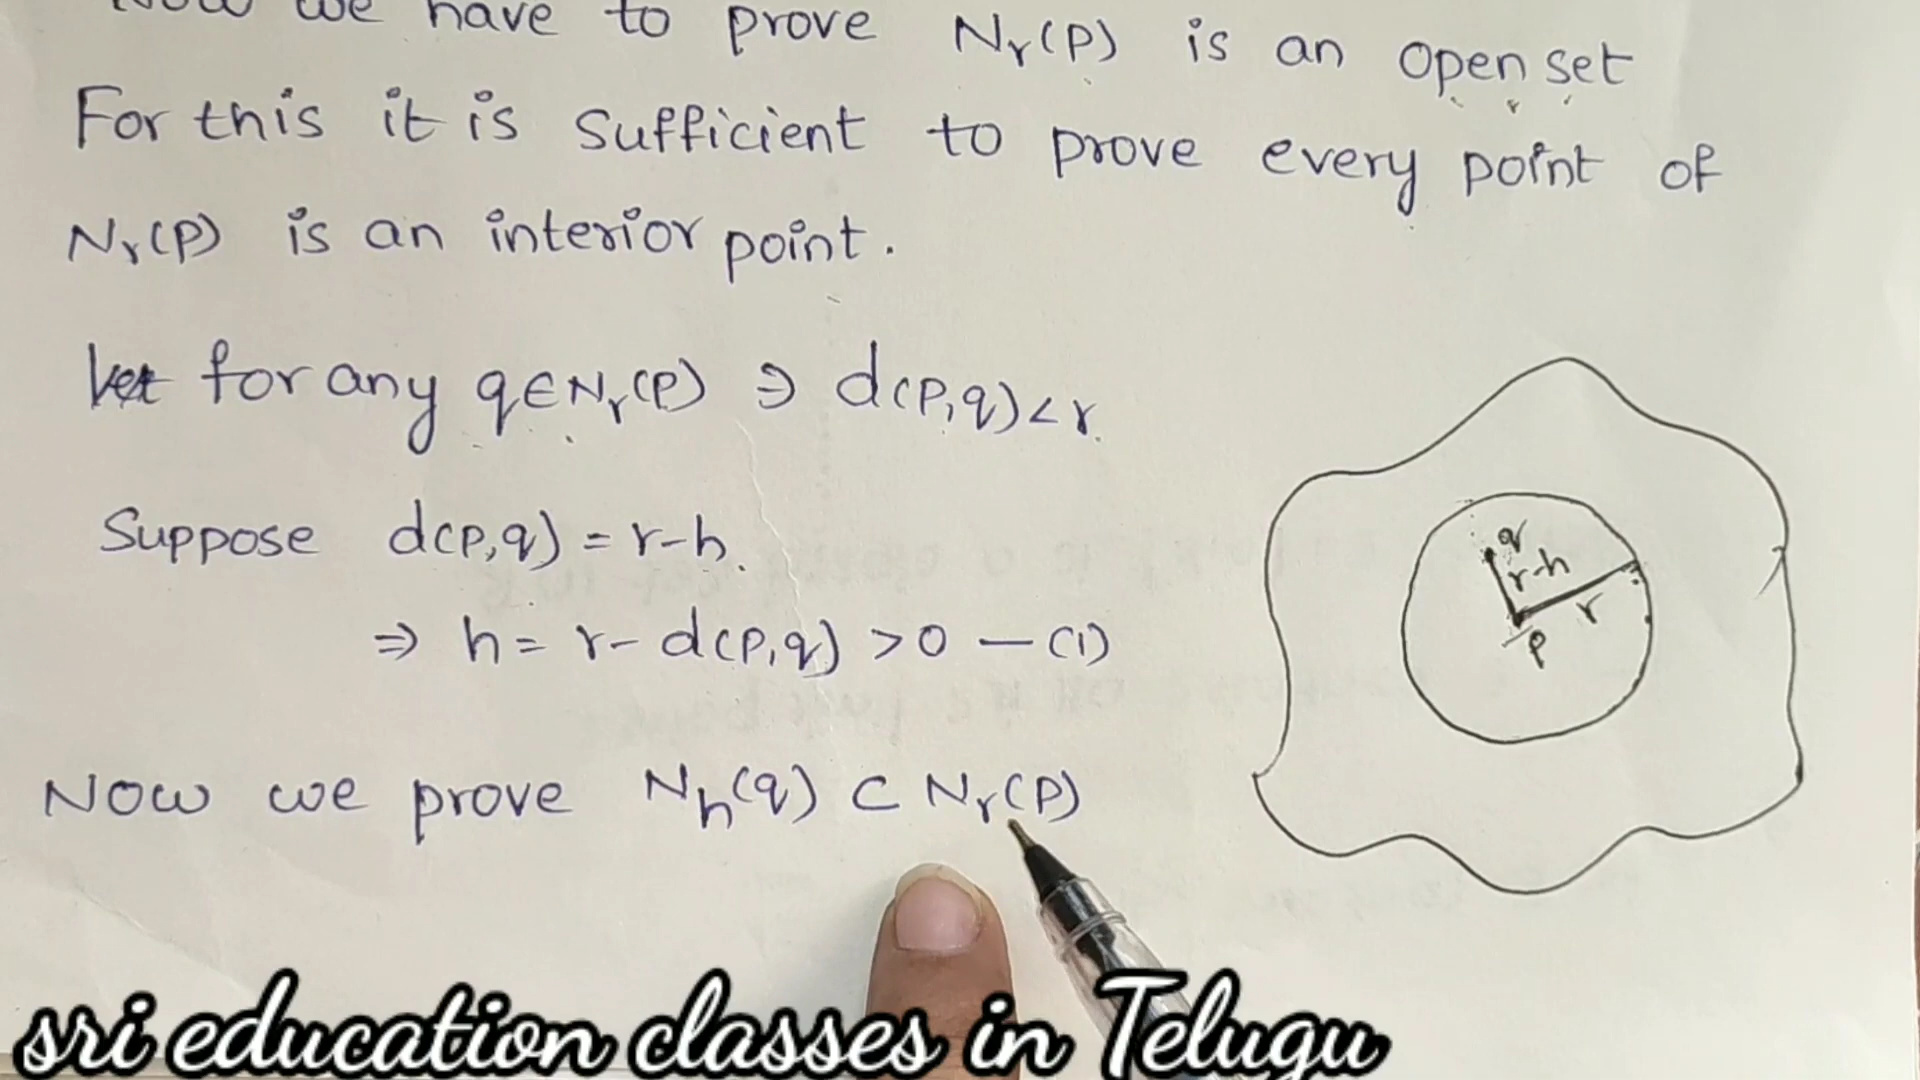 Now we have to prove Nr(p) is an open set
For this it is sufficient to prove every point of
Nr(p) is an interior point.
for any q∈Nr(p) ⇒ d(p,q)<r.
Suppose d(p,q) = r-h.
⇒ h = r- d(p,q) >0 — (1)
Now we prove Nh(q) ⊂ Nr(p)
q
r-h
r
p
sri education classes in Telugu